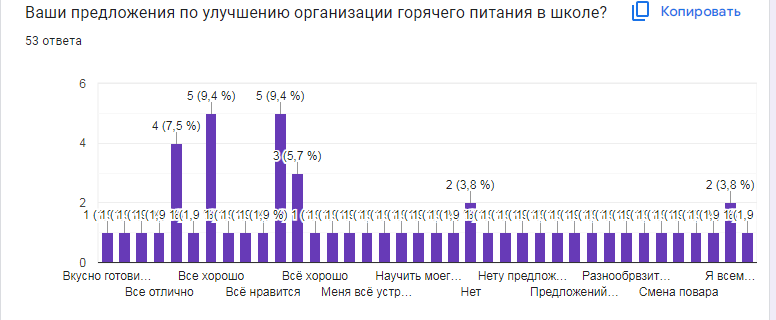 Ваши предложения по улучшению организации горячего питания в школе?
Копировать
53 ответа
6
5 (9,4 %) 5 (9,4 %)
4 (7,5 %)
4
3 (5,7 %)
2 (3,8 %) 2 (3,8 %)
2
0
Вкусно готови… Все хорошо Всё хорошо Научить моег… Нету предлож… Разнообрвзит… Я всем…
Все отлично Всё нравится Меня всё устр… Нет Предложений… Смена повара